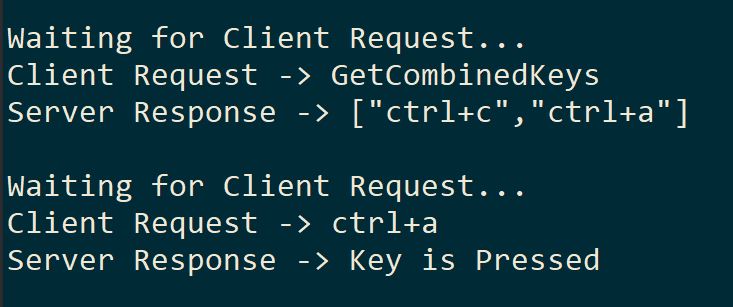 Waiting for Client Request...
Client Request -> GetCombinedKeys
Server Response -> ["ctrl+c","ctrl+a"]
Waiting for Client Request...
Client Request -> ctrl+a
Server Response -> Key is Pressed